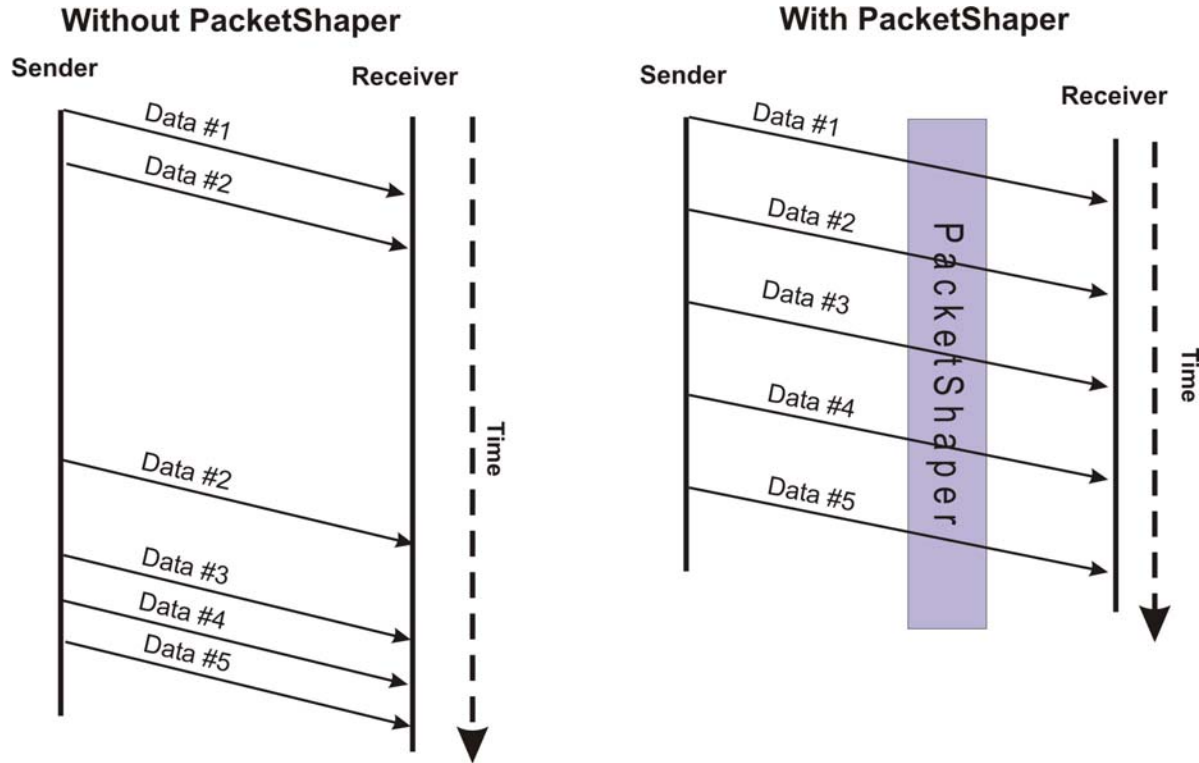 Without PacketShaper
Sender
Receiver
Data #1
Data #2
Data #2
Data #3
Data #4
Data #5
Time
With PacketShaper
Sender
Receiver
Data #1
Data #2
Data #3
Data #4
Data #5
PacketShaper
Time